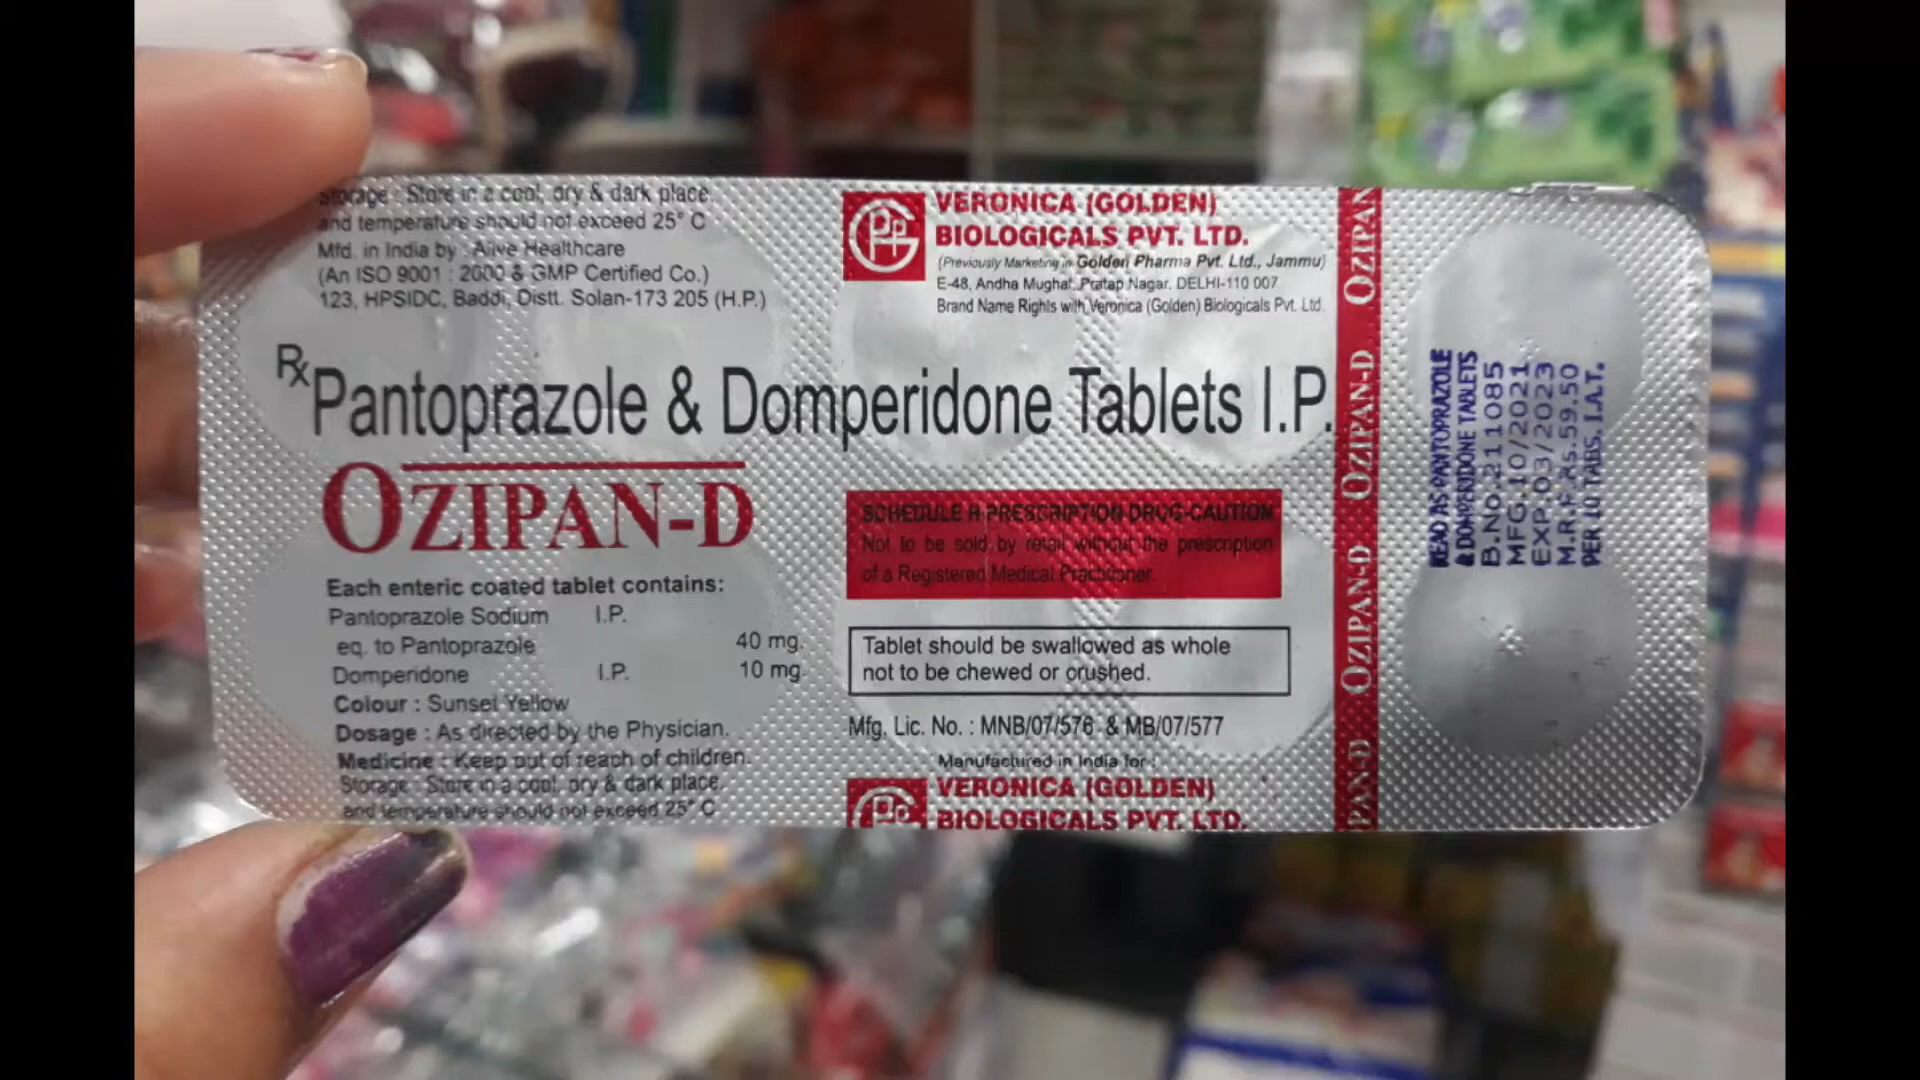 Storage : Store in a cool, dry & dark place.
and temperature should not exceed 25° C
Mfd. in India by : Alive Healthcare
(An ISO 9001 : 2000 & GMP Certified Co.)
123, HPSIDC, Baddi, Distt. Solan-173 205 (H.P.)
VERONICA (GOLDEN)
BIOLOGICALS PVT. LTD.
(Previously Marketing in Golden Pharma Pvt. Ltd., Jammu)
E-48, Andha Mughal, Pratap Nagar, DELHI-110 007
Brand Name Rights with Veronica (Golden) Biologicals Pvt. Ltd.
Rx Pantoprazole & Domperidone Tablets I.P.
OZIPAN-D
Each enteric coated tablet contains:
Pantoprazole Sodium I.P.
eq. to Pantoprazole 40 mg.
Domperidone I.P. 10 mg.
Colour : Sunset Yellow
Dosage : As directed by the Physician.
Medicine : Keep out of reach of children.
Storage : Store in a cool, dry & dark place.
and temperature should not exceed 25° C
SCHEDULE H PRESCRIPTION DRUG-CAUTION
Not to be sold by retail without the prescription
of a Registered Medical Practitioner.
Tablet should be swallowed as whole
not to be chewed or crushed.
Mfg. Lic. No. : MNB/07/576 & MB/07/577
Manufactured in India for :
VERONICA (GOLDEN)
BIOLOGICALS PVT. LTD.
PAN-D OZIPAN-D OZIPAN-D OZIPAN
READ AS PANTOPRAZOLE
& DOMPERIDONE TABLETS
B.No.2111085
MFG.10/2021
EXP.03/2023
M.R.P.Rs.59.50
PER 10 TABS. I.A.T.